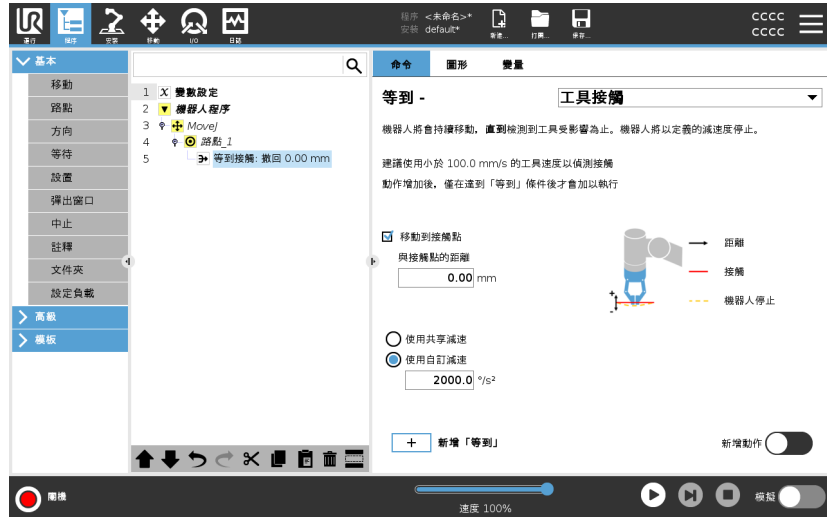 UR
運行
程序
安裝
移動
I/O
日誌
程序 <未命名>*
安裝 default*
新建...
打開...
保存...
cccc
cccc
基本
移動
路點
方向
等待
設置
彈出窗口
中止
註釋
文件夾
設定負載
高級
模板
1 X 變數設定
2 機器人程序
3 MoveJ
4 路點_1
5 等到接觸: 撤回 0.00 mm
命令 圖形 變量
等到 - 工具接觸
機器人將會持續移動，直到檢測到工具受影響為止。機器人將以定義的減速度停止。
建議使用小於 100.0 mm/s 的工具速度以偵測接觸
動作增加後，僅在達到「等到」條件後才會加以執行
移動到接觸點
與接觸點的距離
0.00 mm
距離
接觸
機器人停止
使用共享減速
使用自訂減速
2000.0 °/s²
+ 新增「等到」
新增動作
關機
速度 100%
模擬